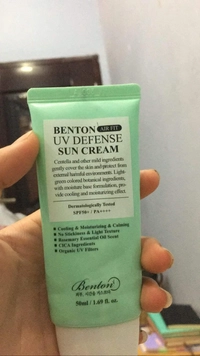 BENTON AIR FIT
UV DEFENSE
SUN CREAM
Centella and other mild ingredients
gently cover the skin and protect from
external harmful environments. Light-
green colored botanical ingredients,
with moisture base formulation, pro-
vide cooling and moisturizing effect.
Dermatologically Tested
SPF50+ / PA++++
Cooling & Moisturizing & Calming
No Stickiness & Light Texture
Rosemary Essential Oil Scent
CICA Ingredients
Organic UV Filters
Benton
50ml / 1.69 fl. oz.